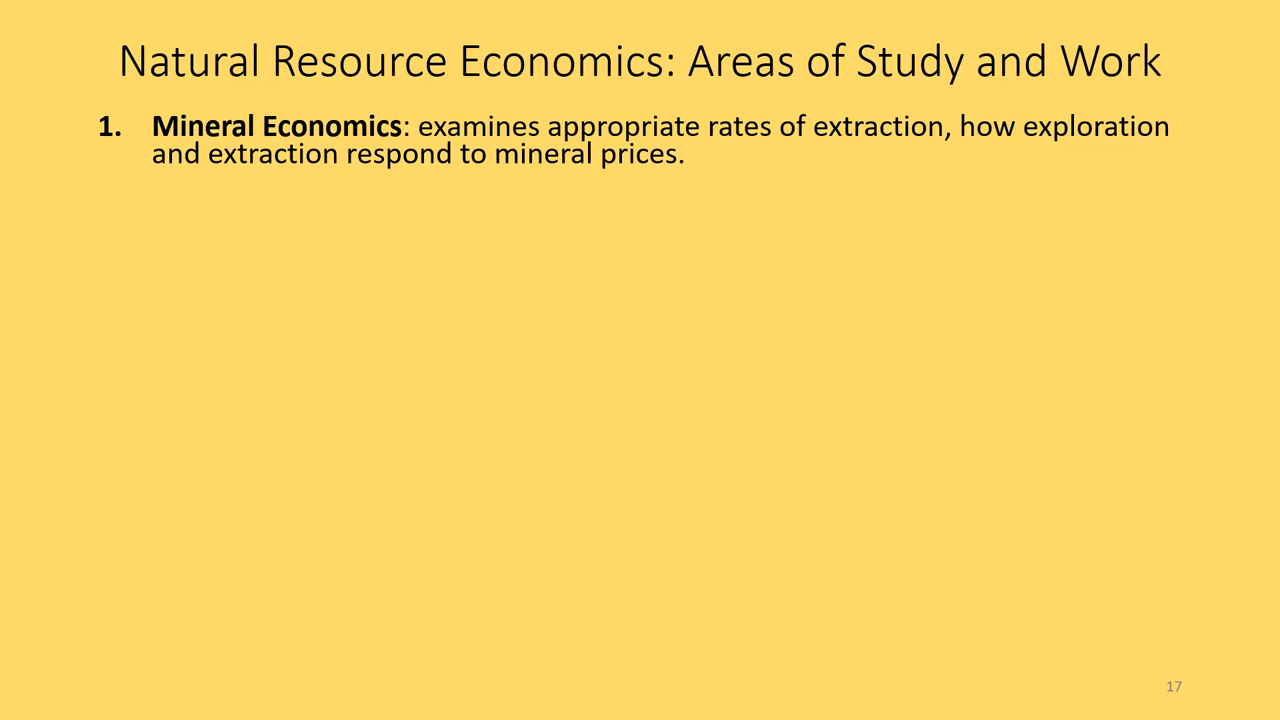 Natural Resource Economics: Areas of Study and Work
1. Mineral Economics: examines appropriate rates of extraction, how exploration
and extraction respond to mineral prices.
17